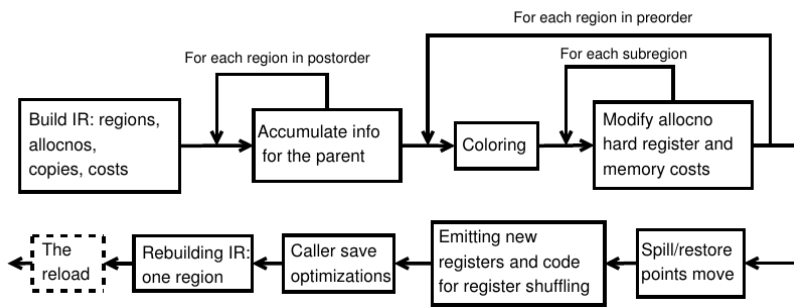 For each region in preorder
For each region in postorder
For each subregion
Build IR: regions,
allocnos,
copies, costs
Accumulate info
for the parent
Coloring
Modify allocno
hard register and
memory costs
The
reload
Rebuilding IR:
one region
Caller save
optimizations
Emitting new
registers and code
for register shuffling
Spill/restore
points move